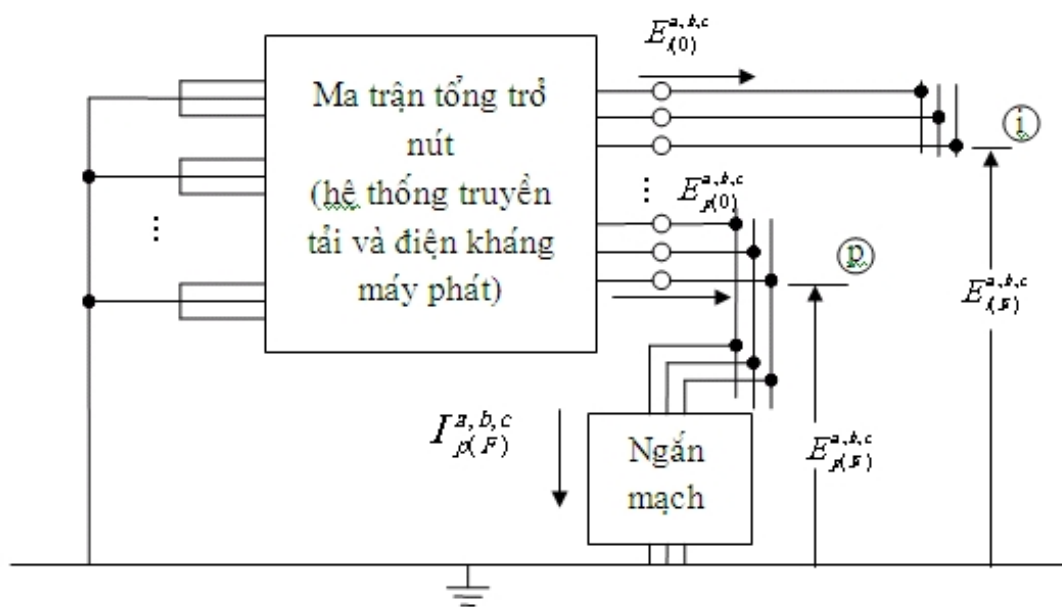 E_{i(0)}^{a,b,c}
Ma trận tổng trở
nút
(hệ thống truyền
tải và điện kháng
máy phát)
i
⋮
⋮
E_{p(0)}^{a,b,c}
p
E_{i(F)}^{a,b,c}
I_{p(F)}^{a,b,c}
Ngắn
mạch
E_{p(F)}^{a,b,c}